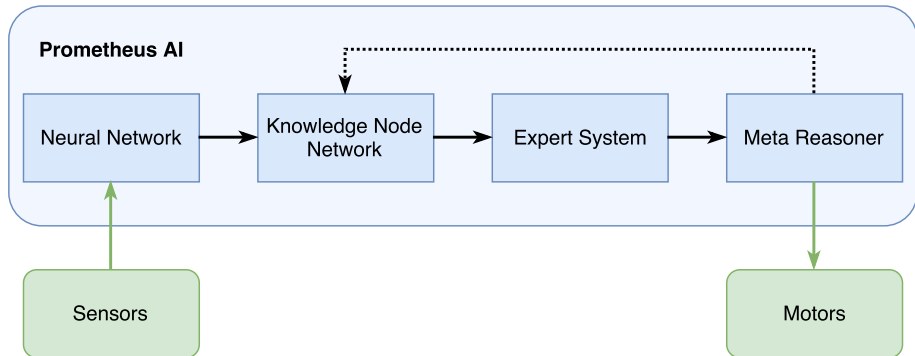 Prometheus AI
Neural Network
Knowledge Node
Network
Expert System
Meta Reasoner
Sensors
Motors